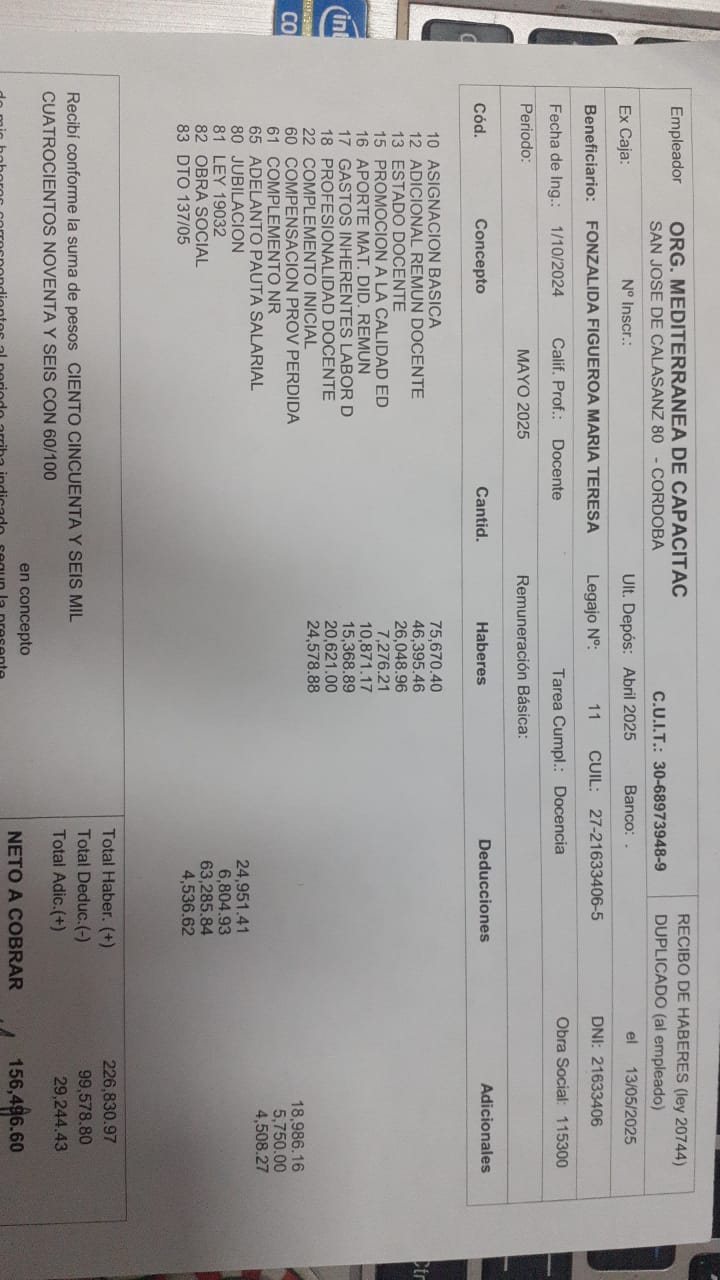 Empleador ORG. MEDITERRANEA DE CAPACITAC C.U.I.T.: 30-68973948-9 RECIBO DE HABERES (ley 20744)
SAN JOSE DE CALASANZ 80 - CORDOBA DUPLICADO (al empleado)
Ex Caja: Nº Inscr.: Ult. Depós: Abril 2025 Banco: . el 13/05/2025
Beneficiario: FONZALIDA FIGUEROA MARIA TERESA Legajo Nº: 11 CUIL: 27-21633406-5 DNI: 21633406
Fecha de Ing.: 1/10/2024 Calif. Prof.: Docente Tarea Cumpl.: Docencia Obra Social: 115300
Periodo: MAYO 2025 Remuneración Básica:
Cód. Concepto Cantid. Haberes Deducciones Adicionales
10 ASIGNACION BASICA 75,670.40
12 ADICIONAL REMUN DOCENTE 46,395.46
13 ESTADO DOCENTE 26,048.96
15 PROMOCION A LA CALIDAD ED 7,276.21
16 APORTE MAT. DID. REMUN 10,871.17
17 GASTOS INHERENTES LABOR D 15,368.89
18 PROFESIONALIDAD DOCENTE 20,621.00
22 COMPLEMENTO INICIAL 24,578.88
60 COMPENSACION PROV PERDIDA 18,986.16
61 COMPLEMENTO NR 5,750.00
65 ADELANTO PAUTA SALARIAL 4,508.27
80 JUBILACION 24,951.41
81 LEY 19032 6,804.93
82 OBRA SOCIAL 63,285.84
83 DTO 137/05 4,536.62
Total Haber. (+) 226,830.97
Recibí conforme la suma de pesos CIENTO CINCUENTA Y SEIS MIL Total Deduc.(-) 99,578.80
CUATROCIENTOS NOVENTA Y SEIS CON 60/100 Total Adic.(+) 29,244.43
en concepto NETO A COBRAR 156,496.60
de mis haberes correspondientes al periodo arriba indicado, segun la presente